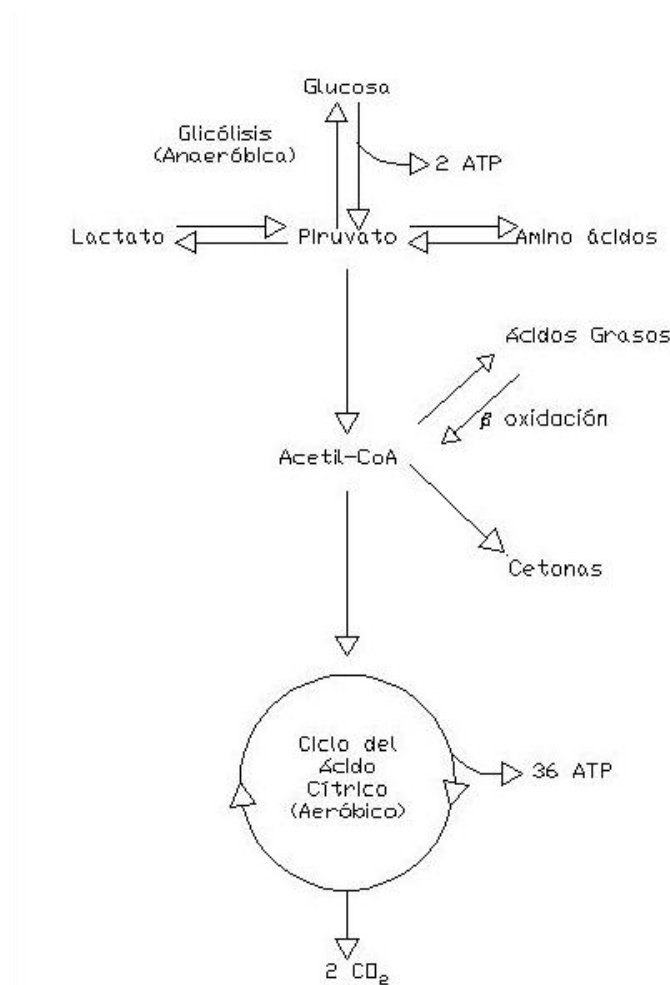 Glucosa
Glicólisis
(Anaeróbica)
2 ATP
Lactato
Piruvato
Amino ácidos
Ácidos Grasos
β oxidación
Acetil-CoA
Cetonas
Ciclo del
Ácido
Cítrico
(Aeróbico)
36 ATP
2 CO₂